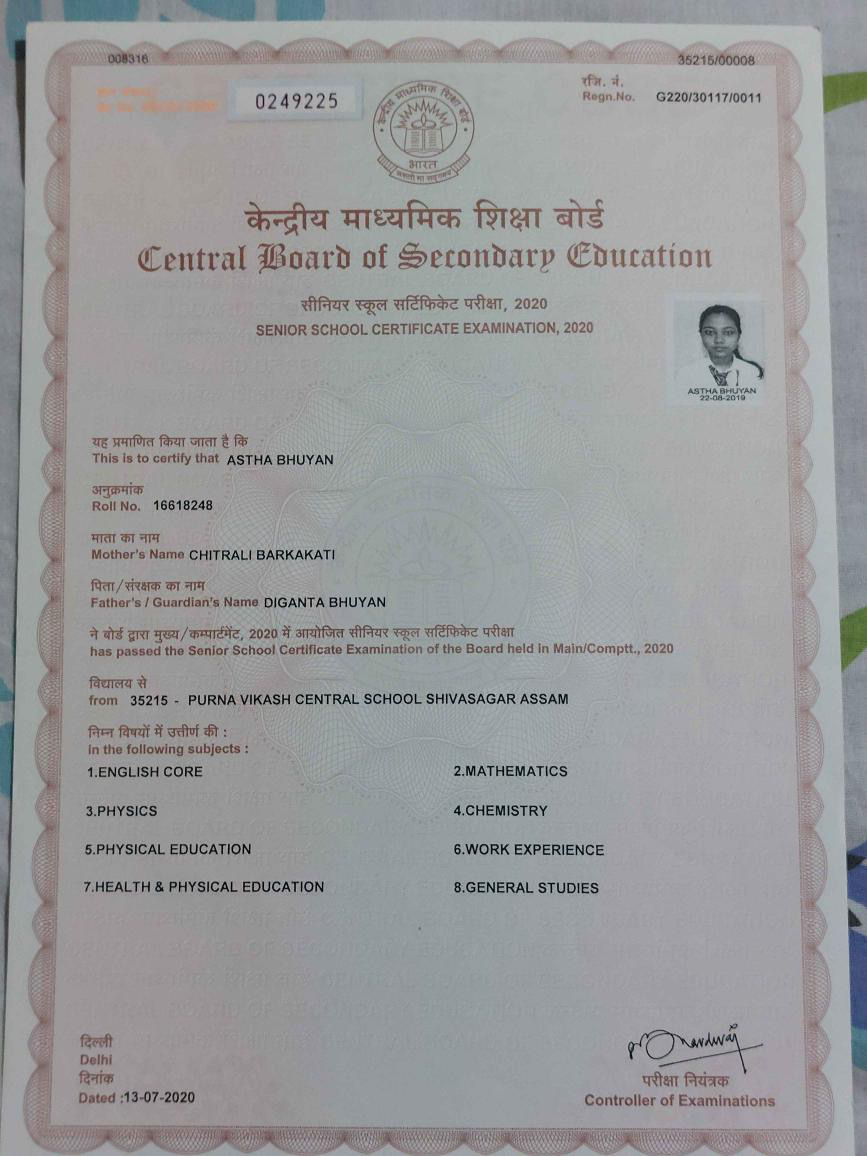 008316
35215/00008
0249225
रजि. नं.
Regn.No. G220/30117/0011
केन्द्रीय माध्यमिक शिक्षा बोर्ड
भारत
असतो मा सद्गमय
केन्द्रीय माध्यमिक शिक्षा बोर्ड
Central Board of Secondary Education
सीनियर स्कूल सर्टिफिकेट परीक्षा, 2020
SENIOR SCHOOL CERTIFICATE EXAMINATION, 2020
ASTHA BHUYAN
22-08-2019
यह प्रमाणित किया जाता है कि
This is to certify that ASTHA BHUYAN
अनुक्रमांक
Roll No. 16618248
माता का नाम
Mother's Name CHITRALI BARKAKATI
पिता/संरक्षक का नाम
Father's / Guardian's Name DIGANTA BHUYAN
ने बोर्ड द्वारा मुख्य/कम्पार्टमेंट, 2020 में आयोजित सीनियर स्कूल सर्टिफिकेट परीक्षा
has passed the Senior School Certificate Examination of the Board held in Main/Comptt., 2020
विद्यालय से
from 35215 - PURNA VIKASH CENTRAL SCHOOL SHIVASAGAR ASSAM
निम्न विषयों में उत्तीर्ण की :
in the following subjects :
1.ENGLISH CORE 2.MATHEMATICS
3.PHYSICS 4.CHEMISTRY
5.PHYSICAL EDUCATION 6.WORK EXPERIENCE
7.HEALTH & PHYSICAL EDUCATION 8.GENERAL STUDIES
दिल्ली
Delhi
दिनांक
Dated :13-07-2020
परीक्षा नियंत्रक
Controller of Examinations